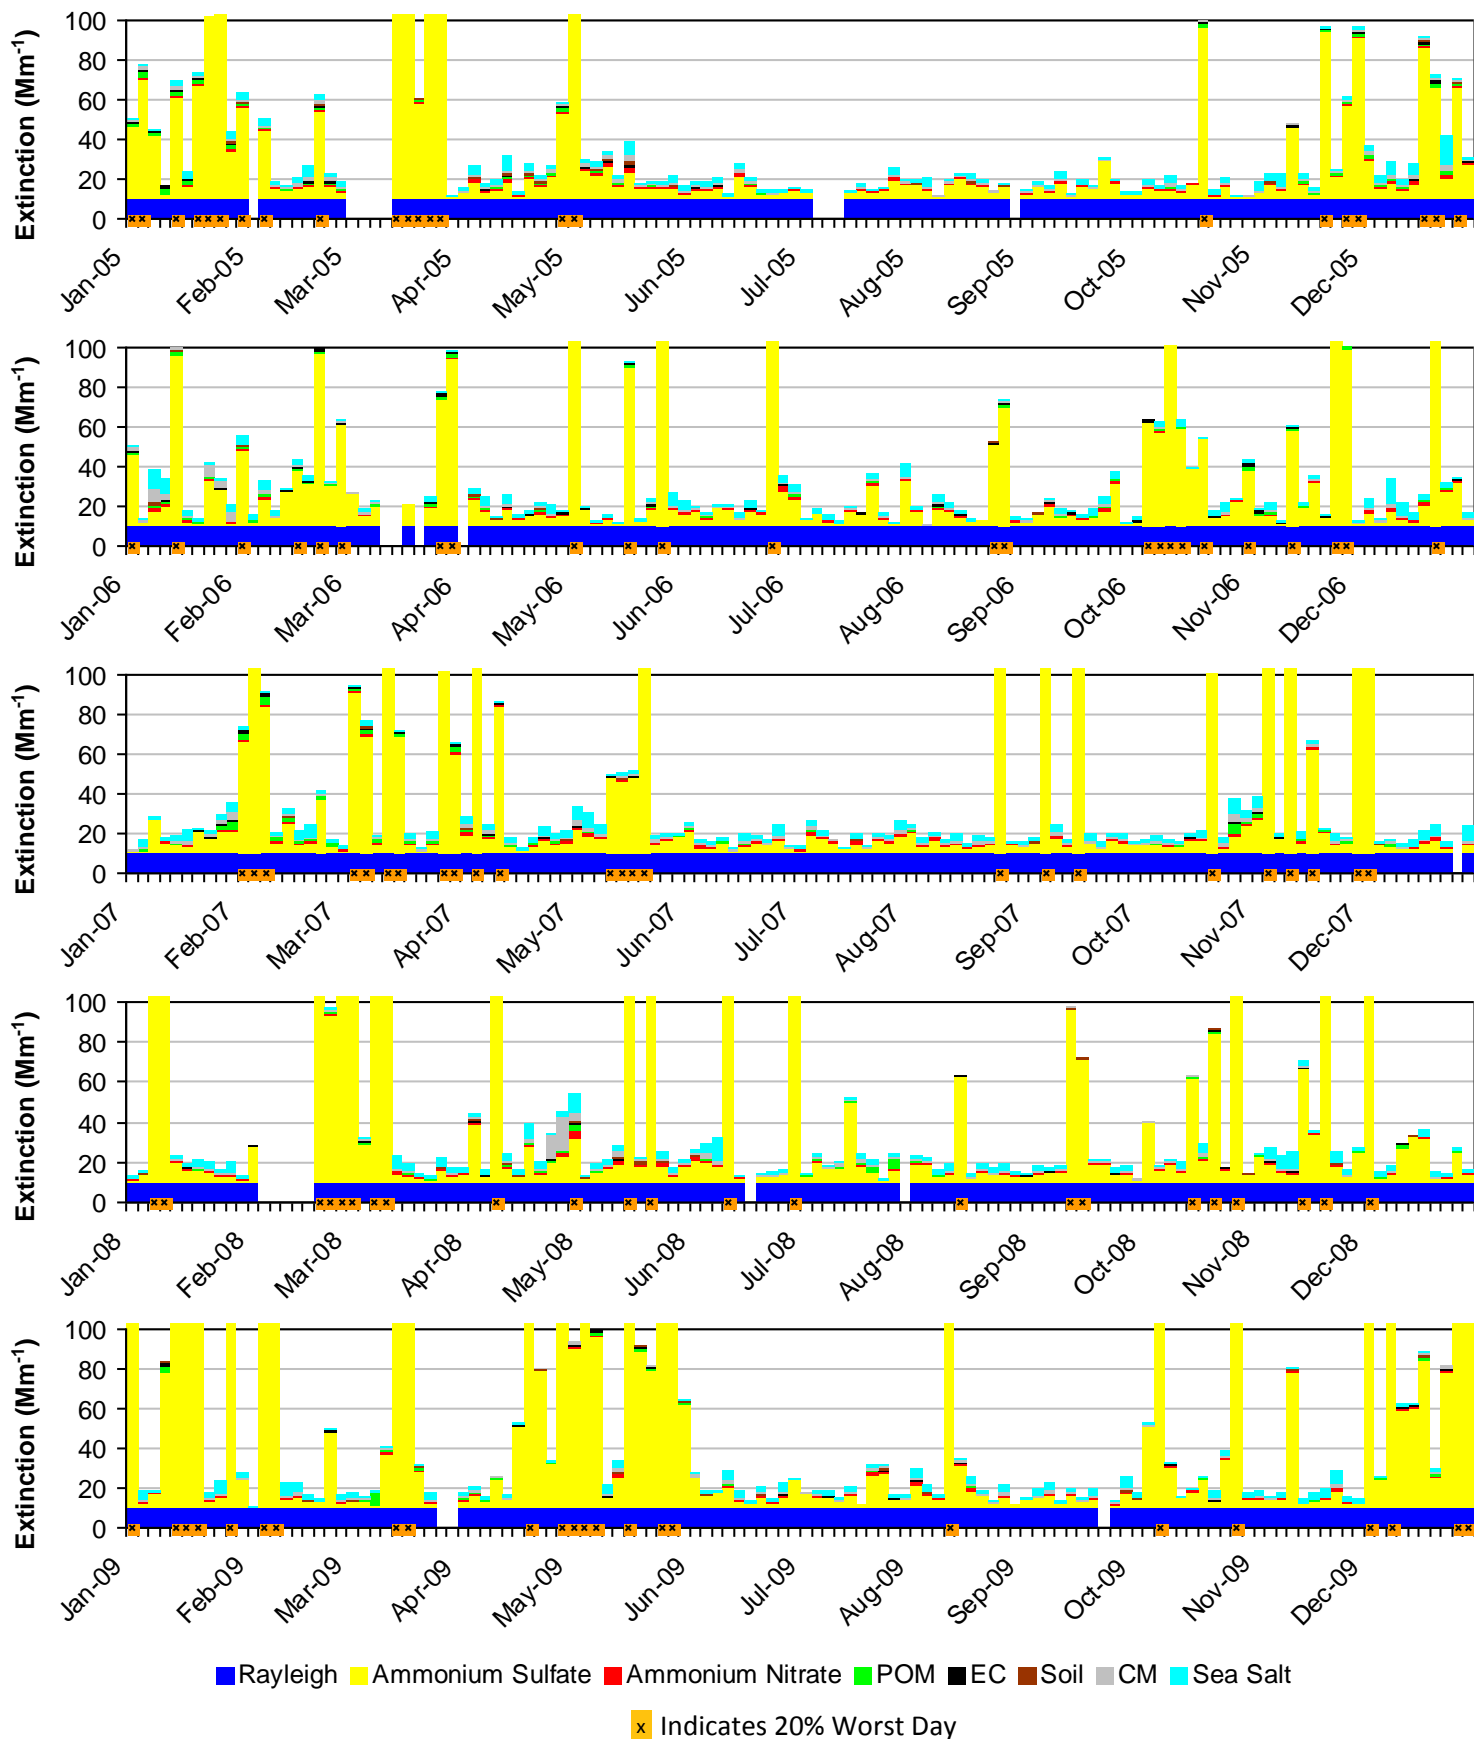 Extinction (Mm-1)
100
80
60
40
20
0
Jan-05 Feb-05 Mar-05 Apr-05 May-05 Jun-05 Jul-05 Aug-05 Sep-05 Oct-05 Nov-05 Dec-05
Extinction (Mm-1)
100
80
60
40
20
0
Jan-06 Feb-06 Mar-06 Apr-06 May-06 Jun-06 Jul-06 Aug-06 Sep-06 Oct-06 Nov-06 Dec-06
Extinction (Mm-1)
100
80
60
40
20
0
Jan-07 Feb-07 Mar-07 Apr-07 May-07 Jun-07 Jul-07 Aug-07 Sep-07 Oct-07 Nov-07 Dec-07
Extinction (Mm-1)
100
80
60
40
20
0
Jan-08 Feb-08 Mar-08 Apr-08 May-08 Jun-08 Jul-08 Aug-08 Sep-08 Oct-08 Nov-08 Dec-08
Extinction (Mm-1)
100
80
60
40
20
0
Jan-09 Feb-09 Mar-09 Apr-09 May-09 Jun-09 Jul-09 Aug-09 Sep-09 Oct-09 Nov-09 Dec-09
Rayleigh Ammonium Sulfate Ammonium Nitrate POM EC Soil CM Sea Salt
x Indicates 20% Worst Day